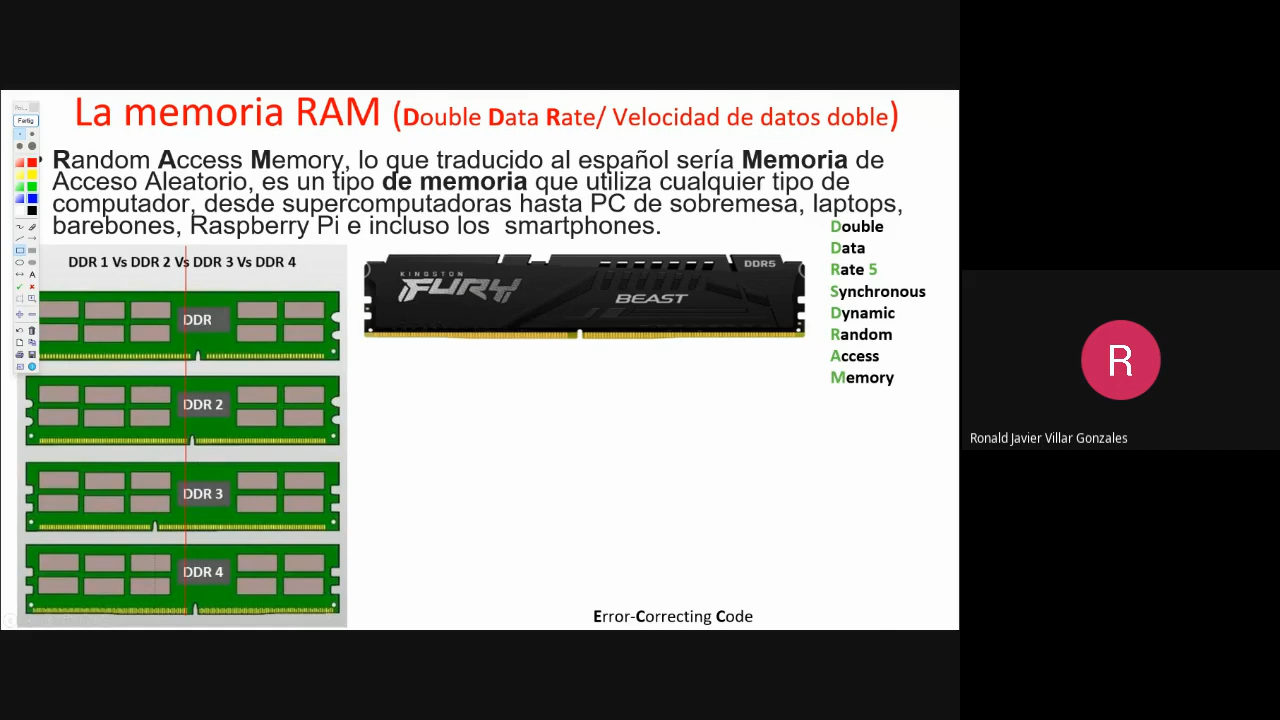 La memoria RAM (Double Data Rate/ Velocidad de datos doble)
Random Access Memory, lo que traducido al español sería Memoria de
Acceso Aleatorio, es un tipo de memoria que utiliza cualquier tipo de
computador, desde supercomputadoras hasta PC de sobremesa, laptops,
barebones, Raspberry Pi e incluso los smartphones.
Fertig
A
DDR 1 Vs DDR 2 Vs DDR 3 Vs DDR 4
DDR
DDR 2
DDR 3
DDR 4
KINGSTON
FURY
BEAST
DDR5
Double
Data
Rate 5
Synchronous
Dynamic
Random
Access
Memory
Error-Correcting Code
R
Ronald Javier Villar Gonzales